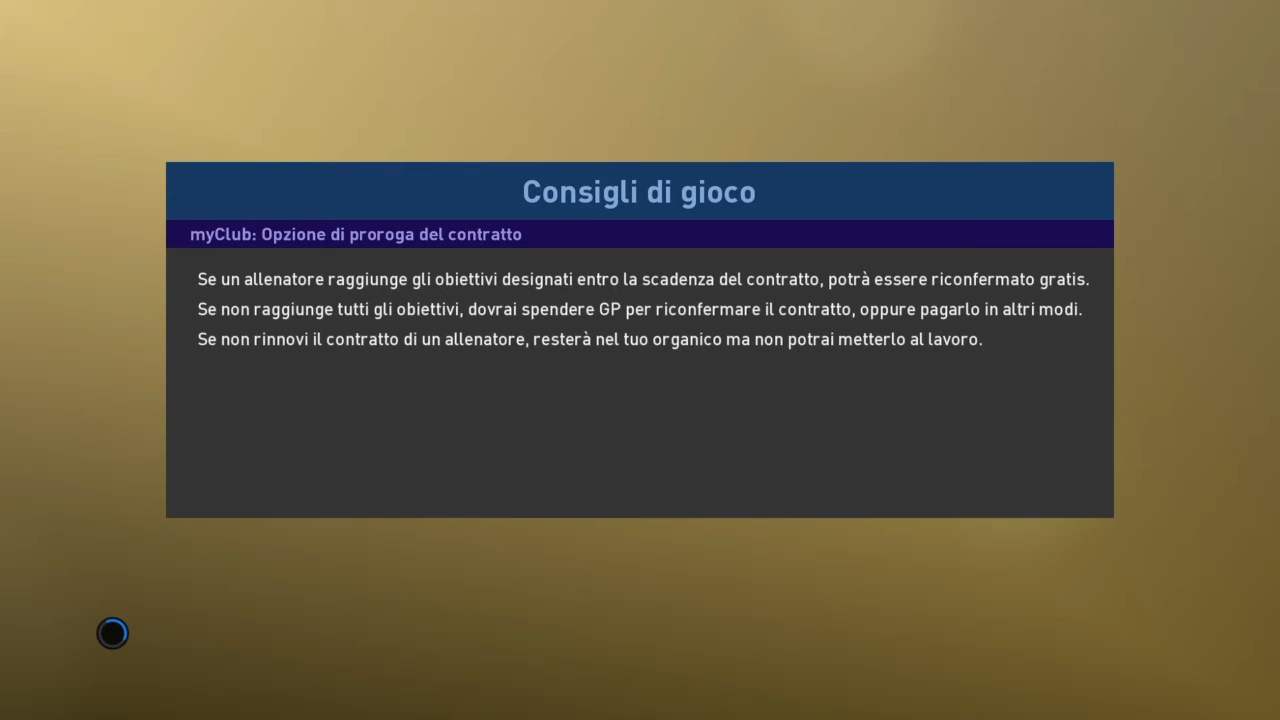 Consigli di gioco
myClub: Opzione di proroga del contratto
Se un allenatore raggiunge gli obiettivi designati entro la scadenza del contratto, potrà essere riconfermato gratis.
Se non raggiunge tutti gli obiettivi, dovrai spendere GP per riconfermare il contratto, oppure pagarlo in altri modi.
Se non rinnovi il contratto di un allenatore, resterà nel tuo organico ma non potrai metterlo al lavoro.